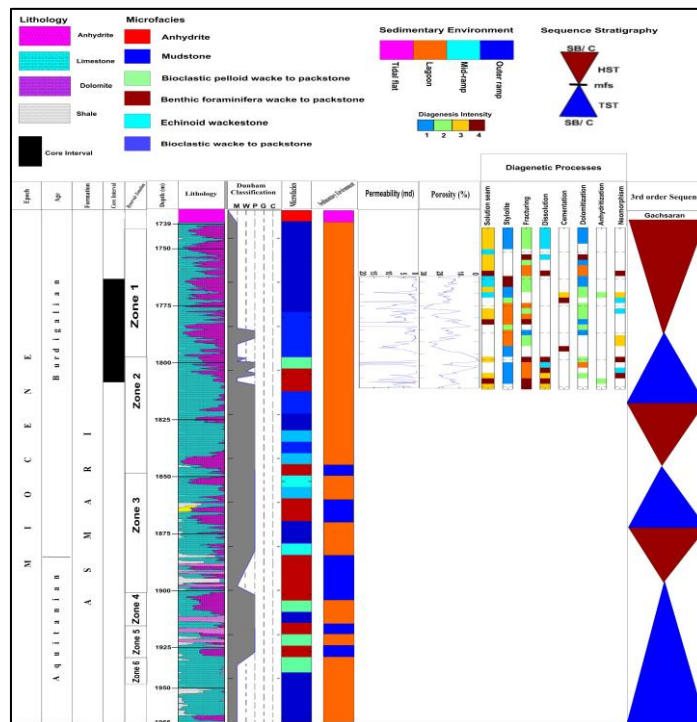 Lithology
Anhydrite
Limestone
Dolomite
Shale
Core Interval
Microfacies
Anhydrite
Mudstone
Bioclastic pelloid wacke to packstone
Benthic foraminifera wacke to packstone
Echinoid wackestone
Bioclastic wacke to packstone
Sedimentary Environment
Tidal flat
Lagoon
Mid-ramp
Outer ramp
Diagenesis Intensity
1 2 3 4
Sequence Stratigraphy
SB/ C
HST
mfs
TST
SB/ C
Diagenetic Processes
Epoch
Age
Formation
Core Interval
Depth (m)
Lithology
Dunham Classification
M W P G C
Microfacies
Sedimentary Environment
Permeability (md)
Porosity (%)
Solution seam
Stylolite
Fracturing
Dissolution
Cementation
Dolomitization
Anhydritization
Neomorphism
3rd order Sequen
Gachsaran
MIOCENE
Burdigalian
Aquitanian
ASMARI
Zone 1
Zone 2
Zone 3
Zone 4
Zone 5
Zone 6
1750
1775
1800
1825
1850
1875
1900
1925
1950